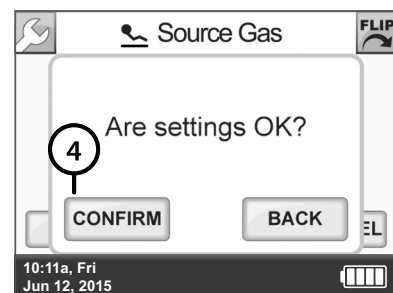 Source Gas
FLIP
Are settings OK?
4
CONFIRM
BACK
EL
10:11a, Fri
Jun 12, 2015